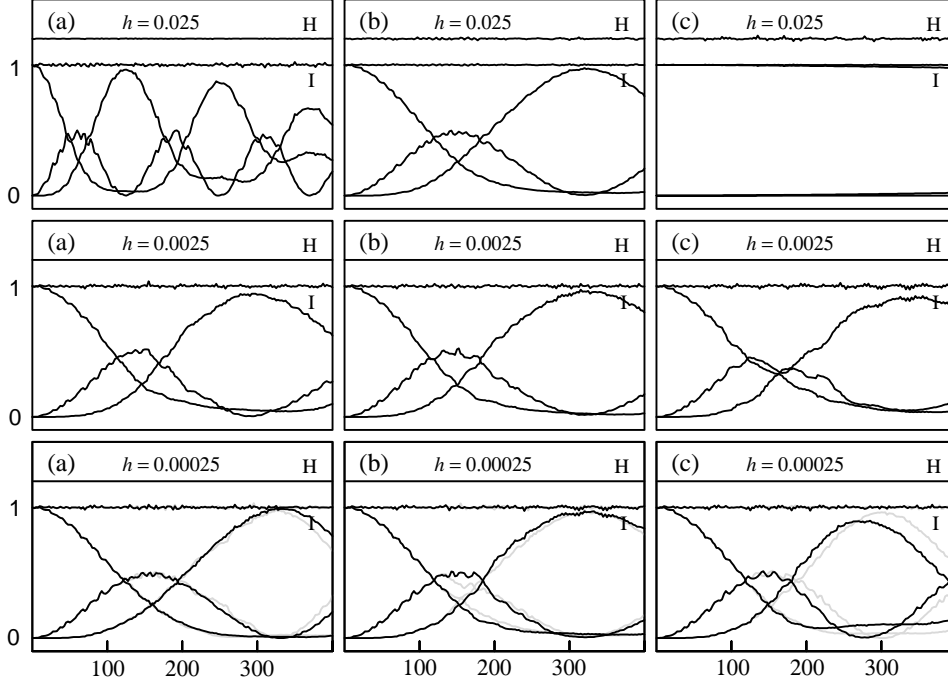 (a) h = 0.025 H
(b) h = 0.025 H
(c) h = 0.025 H
1 I
I
I
0
(a) h = 0.0025 H
(b) h = 0.0025 H
(c) h = 0.0025 H
1 I
I
I
0
(a) h = 0.00025 H
(b) h = 0.00025 H
(c) h = 0.00025 H
1 I
I
I
0
100 200 300
100 200 300
100 200 300